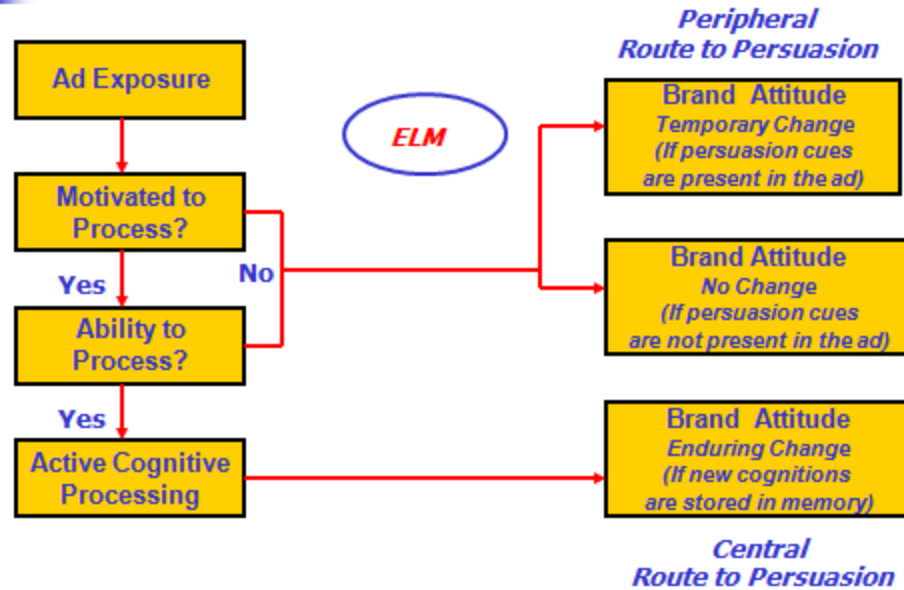 Peripheral
Route to Persuasion
Ad Exposure
ELM
Brand Attitude
Temporary Change
(If persuasion cues
are present in the ad)
Motivated to
Process?
Yes
No
Brand Attitude
No Change
(If persuasion cues
are not present in the ad)
Ability to
Process?
Yes
Active Cognitive
Processing
Brand Attitude
Enduring Change
(If new cognitions
are stored in memory)
Central
Route to Persuasion